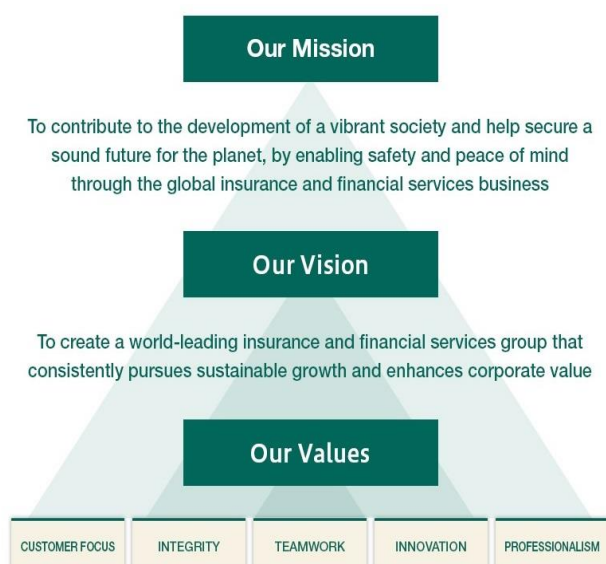 Our Mission
To contribute to the development of a vibrant society and help secure a
sound future for the planet, by enabling safety and peace of mind
through the global insurance and financial services business
Our Vision
To create a world-leading insurance and financial services group that
consistently pursues sustainable growth and enhances corporate value
Our Values
CUSTOMER FOCUS INTEGRITY TEAMWORK INNOVATION PROFESSIONALISM